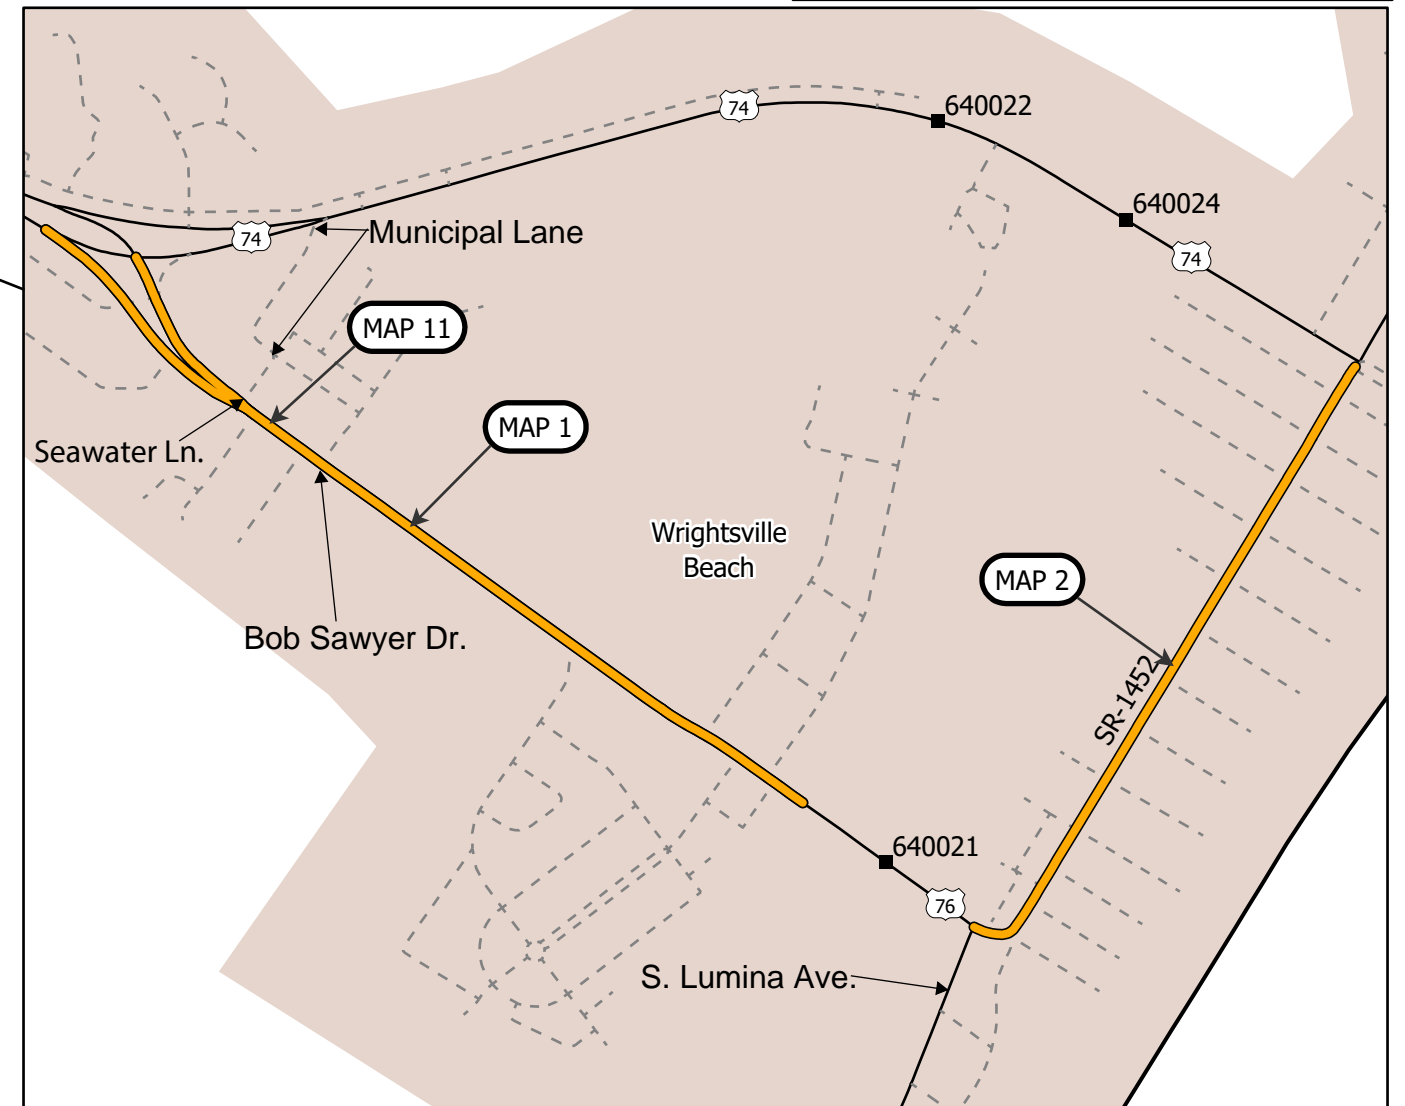 74
640022
640024
74
Municipal Lane
74
MAP 11
MAP 1
Seawater Ln.
Wrightsville
Beach
MAP 2
Bob Sawyer Dr.
SR-1452
640021
76
S. Lumina Ave.